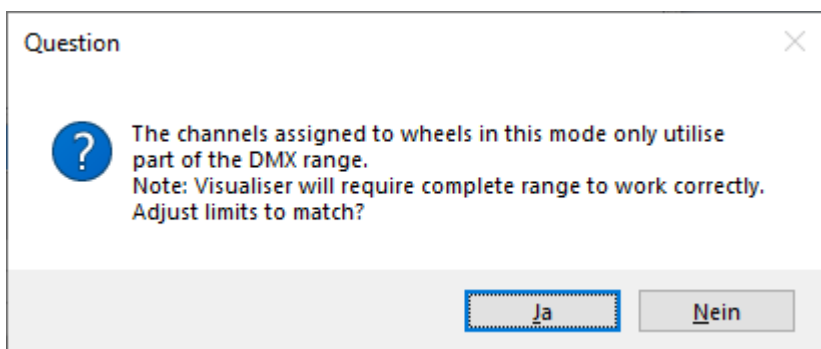 Question
The channels assigned to wheels in this mode only utilise
part of the DMX range.
Note: Visualiser will require complete range to work correctly.
Adjust limits to match?
Ja
Nein